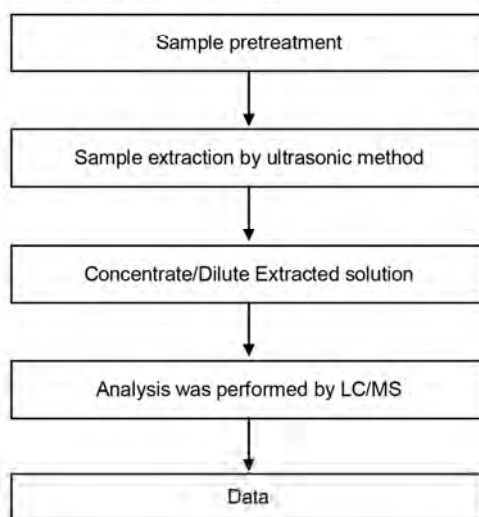 Sample pretreatment
Sample extraction by ultrasonic method
Concentrate/Dilute Extracted solution
Analysis was performed by LC/MS
Data